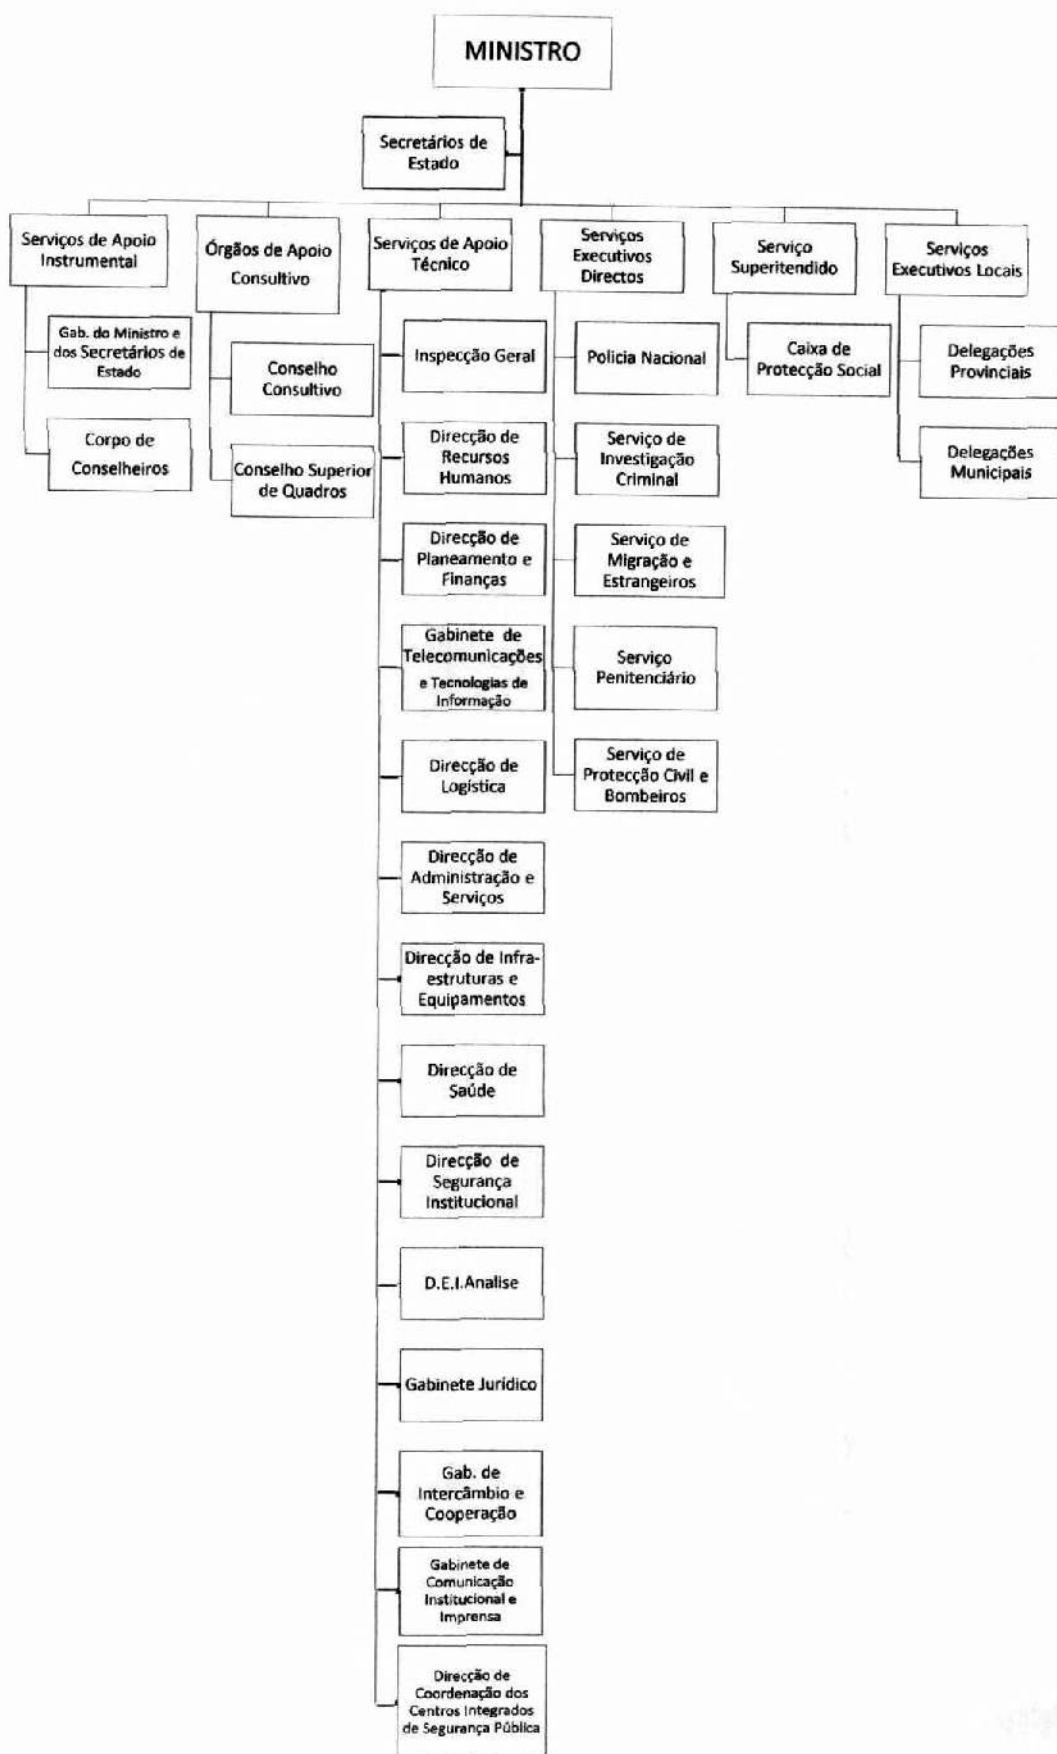 MINISTRO
Secretários de
Estado
Serviços de Apoio
Instrumental
Gab. do Ministro e
dos Secretários de
Estado
Corpo de
Conselheiros
Órgãos de Apoio
Consultivo
Conselho
Consultivo
Conselho Superior
de Quadros
Serviços de Apoio
Técnico
Inspecção Geral
Direcção de
Recursos
Humanos
Direcção de
Planeamento e
Finanças
Gabinete de
Telecomunicações
e Tecnologias de
Informação
Direcção de
Logística
Direcção de
Administração e
Serviços
Direcção de Infra-
estruturas e
Equipamentos
Direcção de
Saúde
Direcção de
Segurança
Institucional
D.E.I.Analise
Gabinete Jurídico
Gab. de
Intercâmbio e
Cooperação
Gabinete de
Comunicação
Institucional e
Imprensa
Direcção de
Coordenação dos
Centros Integrados
de Segurança Pública
Serviços
Executivos
Directos
Policia Nacional
Serviço de
Investigação
Criminal
Serviço de
Migração e
Estrangeiros
Serviço
Penitenciário
Serviço de
Protecção Civil e
Bombeiros
Serviço
Superitendido
Caixa de
Protecção Social
Serviços
Executivos Locais
Delegações
Provinciais
Delegações
Municipais